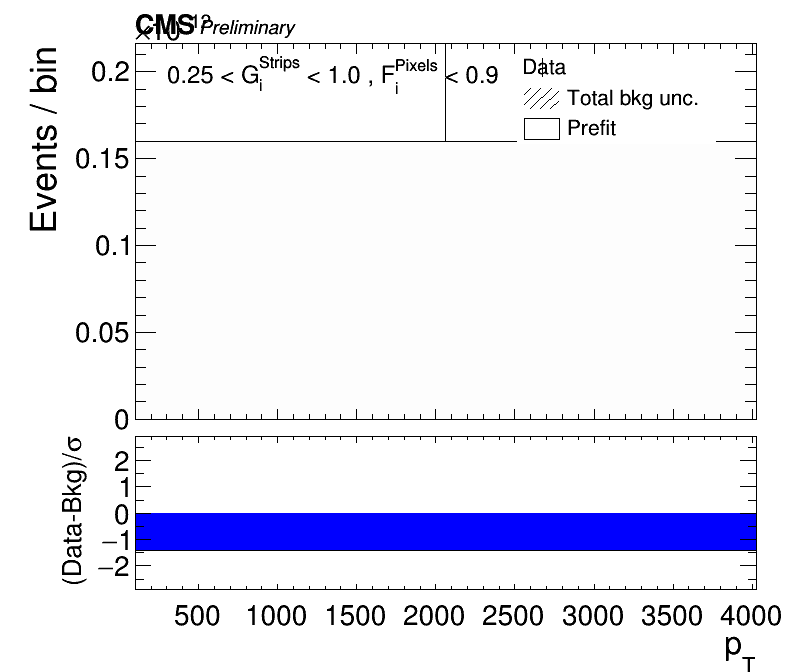 CMS Preliminary
×10
0.25 < G_i^Strips < 1.0 , F_i^Pixels < 0.9
Data
Total bkg unc.
Prefit
Events / bin
0.2
0.15
0.1
0.05
0
(Data-Bkg)/σ
2
1
0
−1
−2
500 1000 1500 2000 2500 3000 3500 4000
p_T